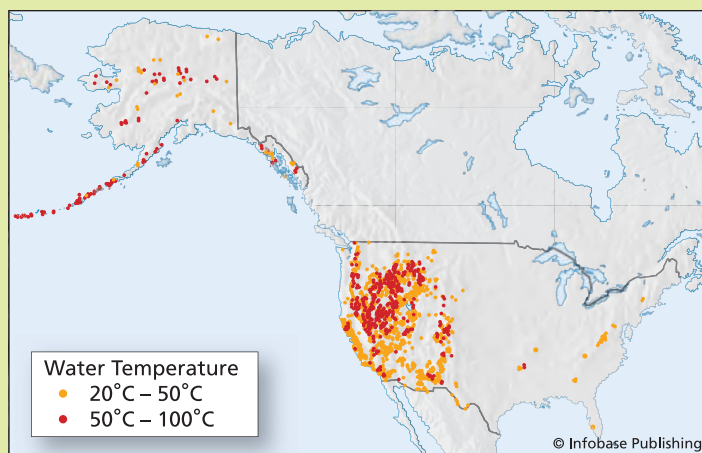 Water Temperature
20°C – 50°C
50°C – 100°C
© Infobase Publishing